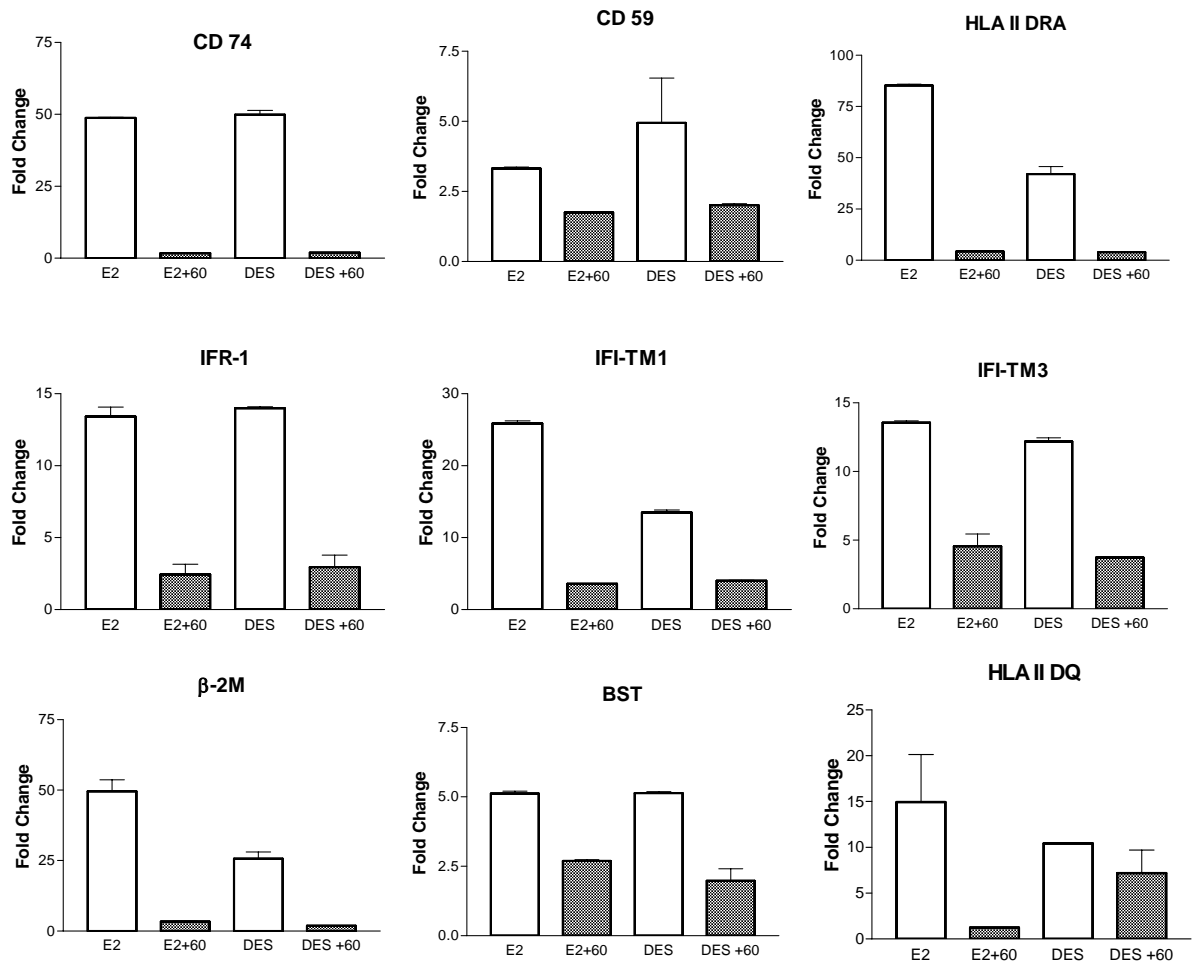 CD 74
75
50
25
0
Fold Change
E2 E2+60 DES DES +60
CD 59
7.5
5.0
2.5
0.0
Fold Change
E2 E2+60 DES DES +60
HLA II DRA
100
75
50
25
0
Fold Change
E2 E2+60 DES DES +60
IFR-1
15
10
5
0
Fold Change
E2 E2+60 DES DES +60
IFI-TM1
30
20
10
0
Fold Change
E2 E2+60 DES DES +60
IFI-TM3
15
10
5
0
Fold Change
E2 E2+60 DES DES +60
β-2M
75
50
25
0
Fold Change
E2 E2+60 DES DES +60
BST
7.5
5.0
2.5
0.0
Fold Change
E2 E2+60 DES DES +60
HLA II DQ
25
20
15
10
5
0
Fold Change
E2 E2+60 DES DES +60